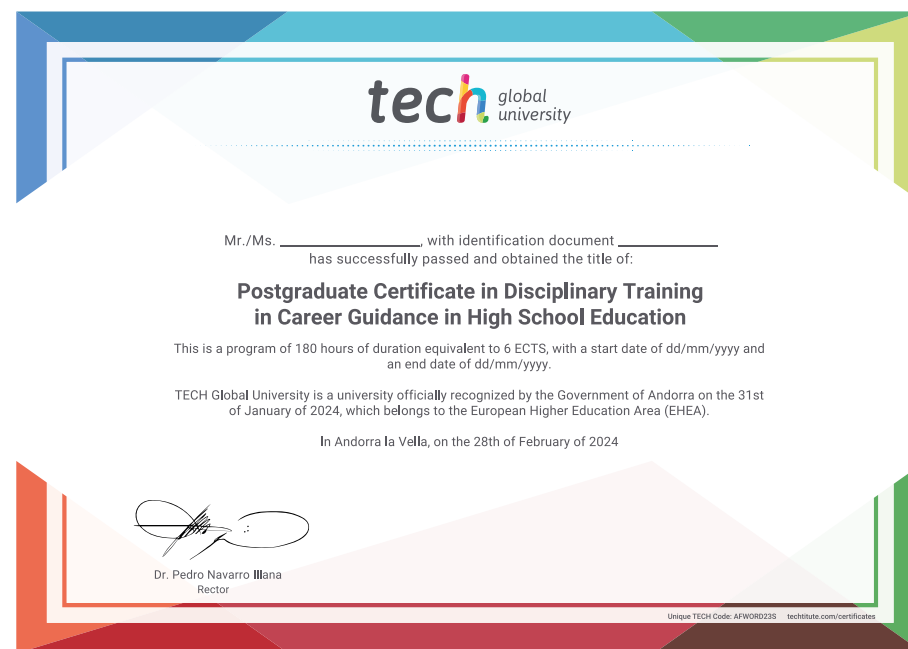 tech global
university
Mr./Ms. ____________________, with identification document ______________
has successfully passed and obtained the title of:
Postgraduate Certificate in Disciplinary Training
in Career Guidance in High School Education
This is a program of 180 hours of duration equivalent to 6 ECTS, with a start date of dd/mm/yyyy and
an end date of dd/mm/yyyy.
TECH Global University is a university officially recognized by the Government of Andorra on the 31st
of January of 2024, which belongs to the European Higher Education Area (EHEA).
In Andorra la Vella, on the 28th of February of 2024
Dr. Pedro Navarro Illana
Rector
Unique TECH Code: AFWORD23S techtitute.com/certificates